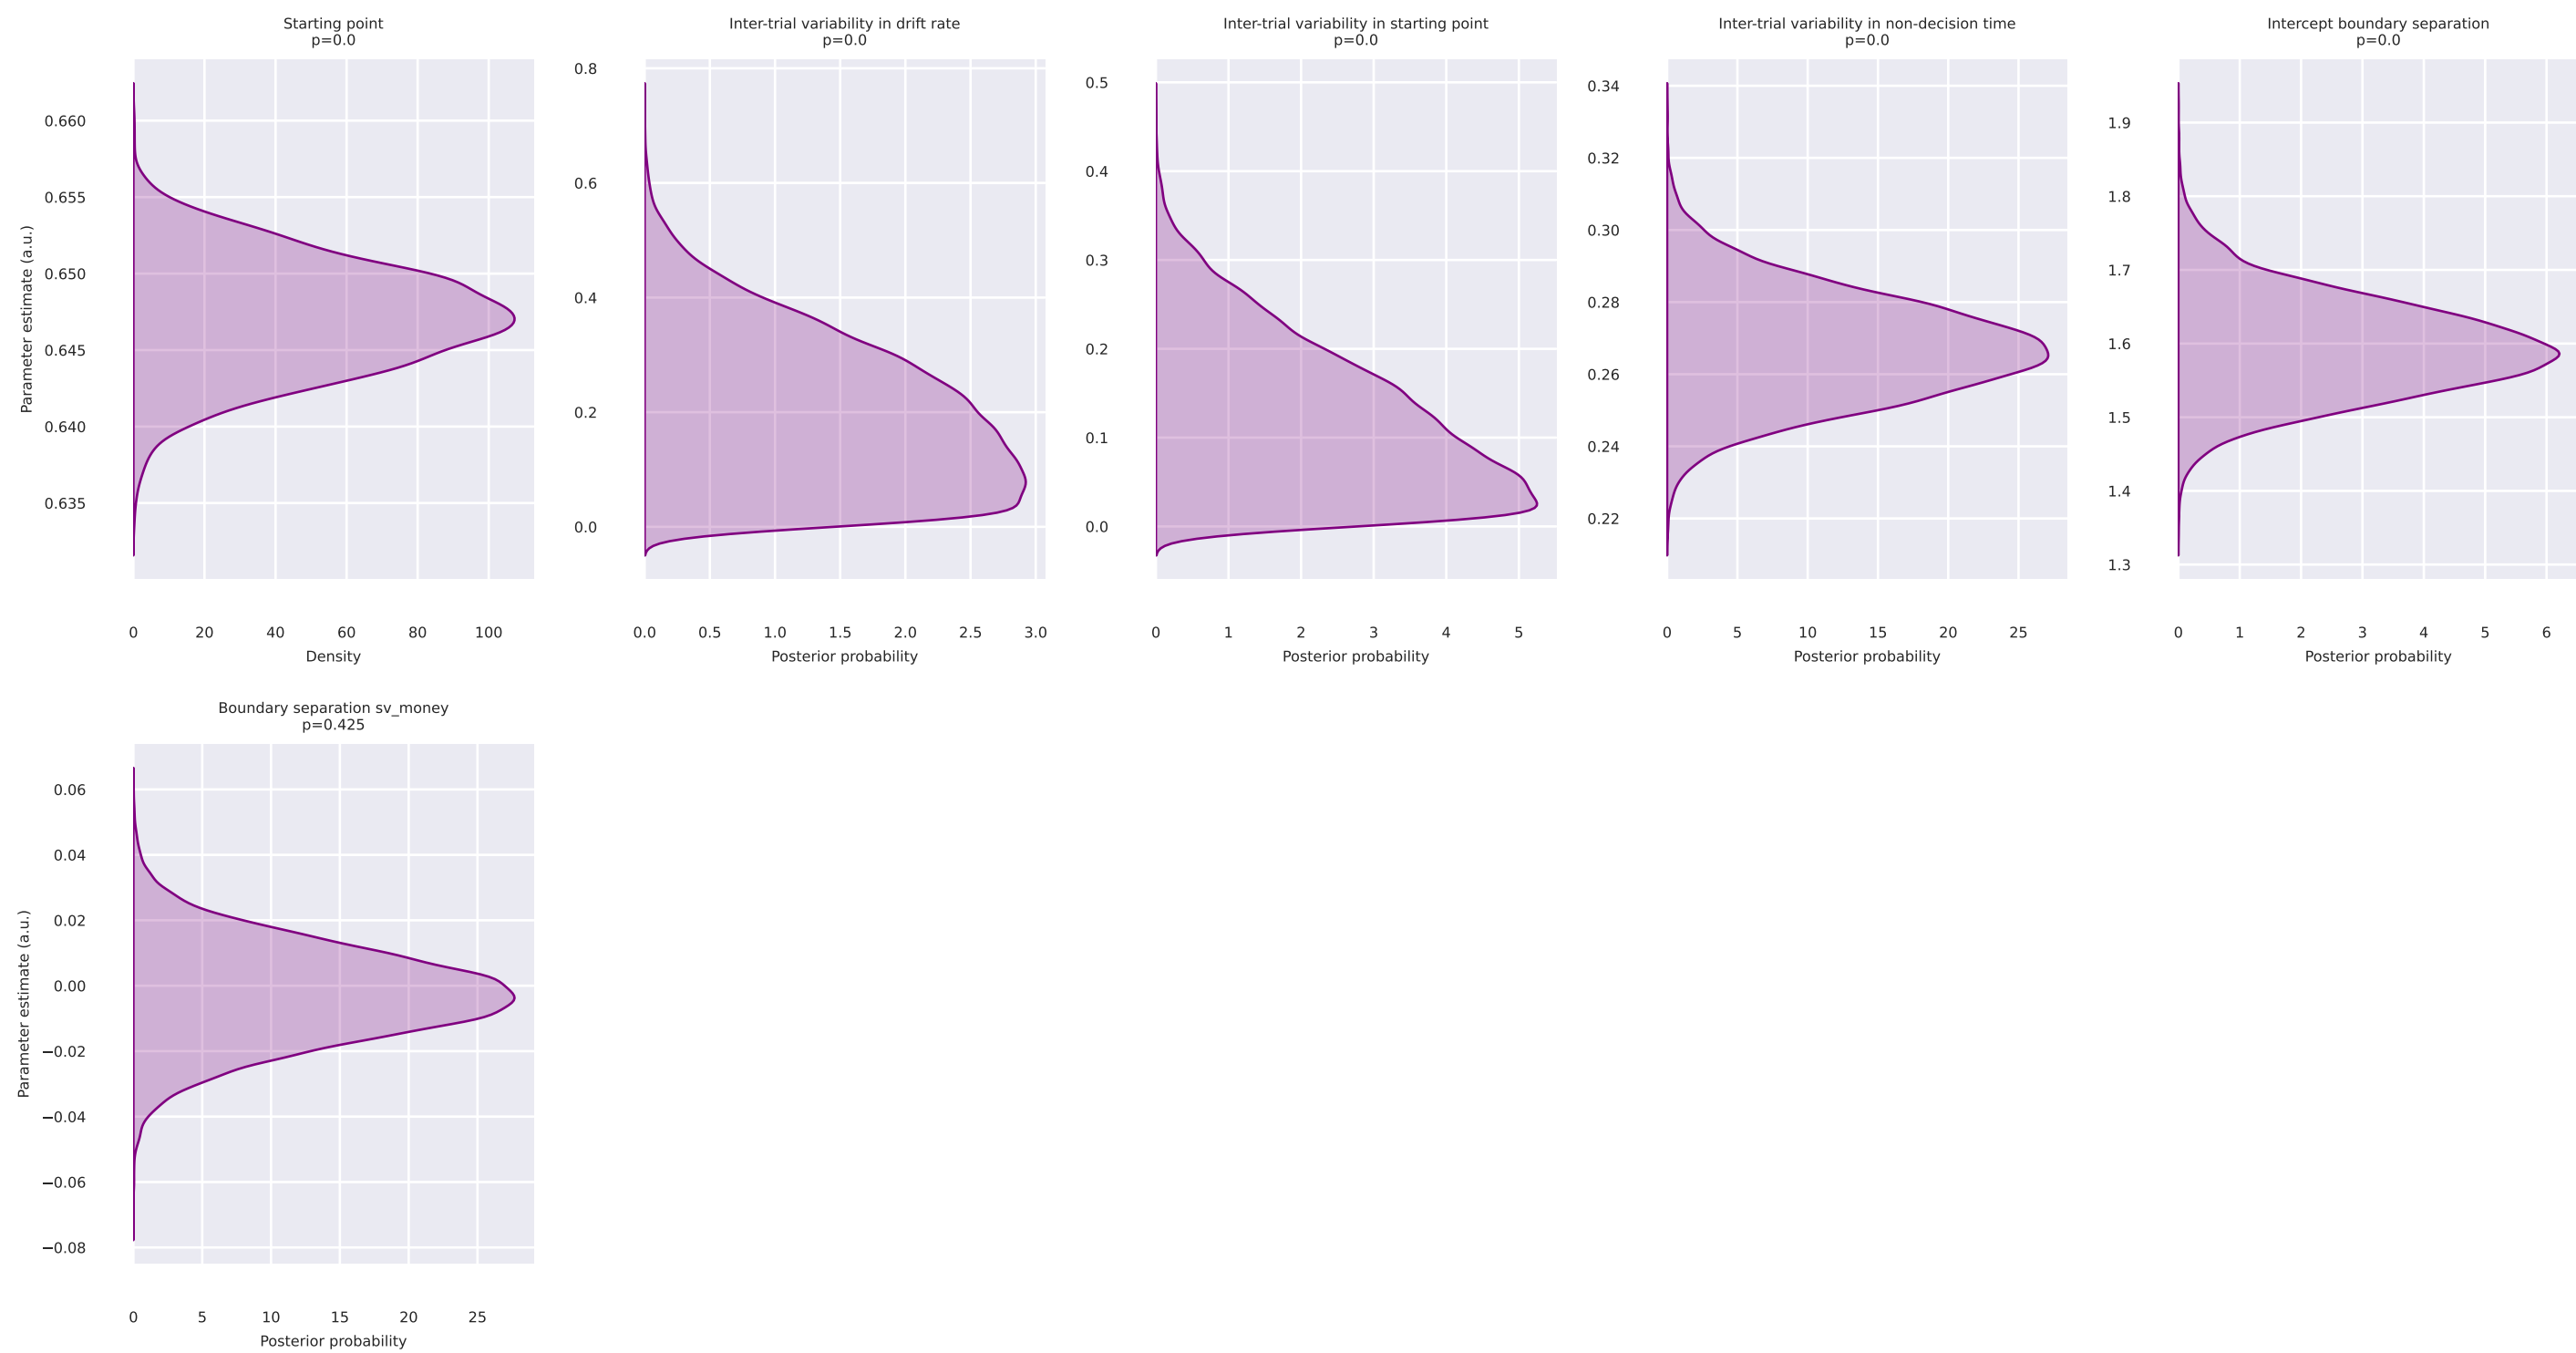 Starting point
p=0.0
Inter-trial variability in drift rate
p=0.0
Inter-trial variability in starting point
p=0.0
Inter-trial variability in non-decision time
p=0.0
Intercept boundary separation
p=0.0
Parameter estimate (a.u.)
0.660
0.655
0.650
0.645
0.640
0.635
0 20 40 60 80 100
Density
0.8
0.6
0.4
0.2
0.0
0.0 0.5 1.0 1.5 2.0 2.5 3.0
Posterior probability
0.5
0.4
0.3
0.2
0.1
0.0
0 1 2 3 4 5
Posterior probability
0.34
0.32
0.30
0.28
0.26
0.24
0.22
0 5 10 15 20 25
Posterior probability
1.9
1.8
1.7
1.6
1.5
1.4
1.3
0 1 2 3 4 5 6
Posterior probability
Boundary separation sv_money
p=0.425
Parameter estimate (a.u.)
0.06
0.04
0.02
0.00
−0.02
−0.04
−0.06
−0.08
0 5 10 15 20 25
Posterior probability